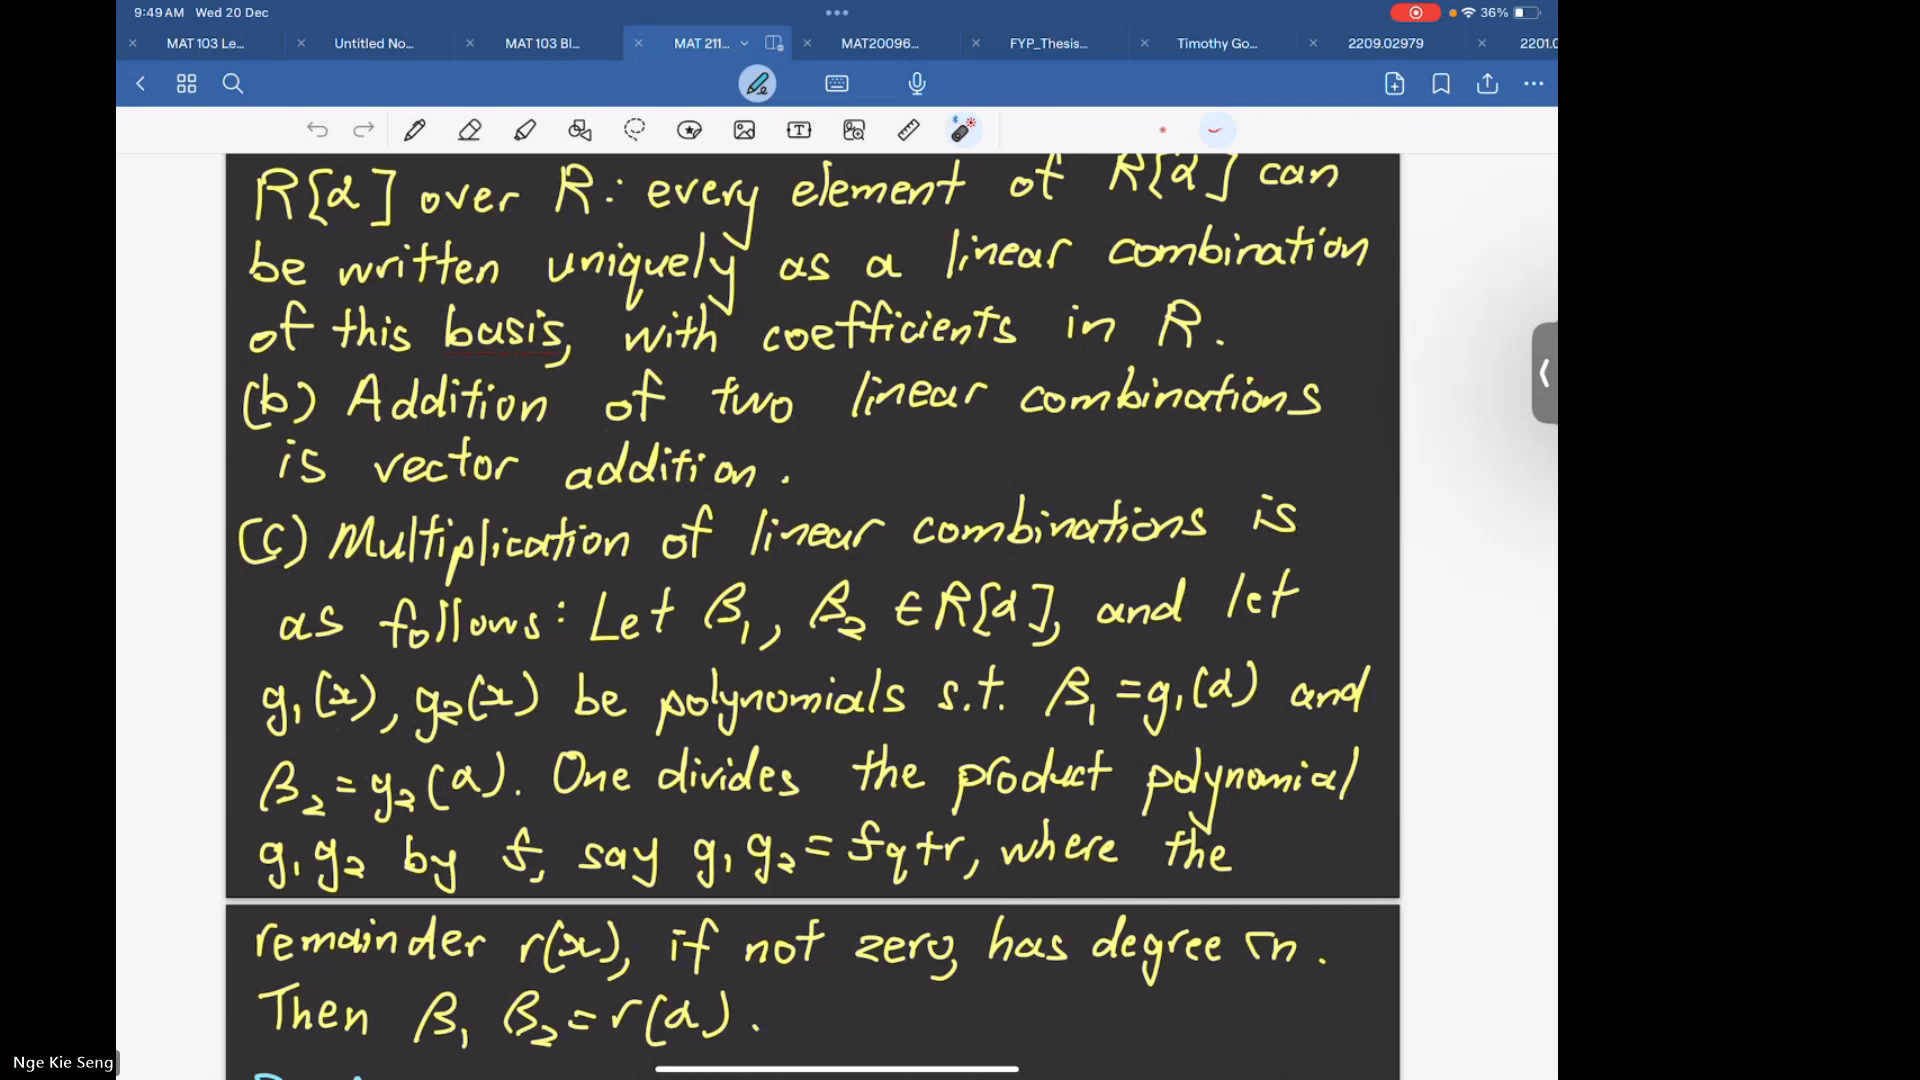 9:49 AM Wed 20 Dec
36%
MAT 103 Le... Untitled No... MAT 103 Bl... MAT 211... MAT20096... FYP_Thesis... Timothy Go... 2209.02979 2201.0
R[α] over R: every element of R[α] can
be written uniquely as a linear combination
of this basis, with coefficients in R.
(b) Addition of two linear combinations
is vector addition.
(c) Multiplication of linear combinations is
as follows: Let β₁, β₂ ∈ R[α], and let
g₁(x), g₂(x) be polynomials s.t. β₁ = g₁(α) and
β₂ = g₂(α). One divides the product polynomial
g₁g₂ by f, say g₁g₂ = fq+r, where the
remainder r(x), if not zero, has degree <n.
Then β₁β₂ = r(α).
Nge Kie Seng